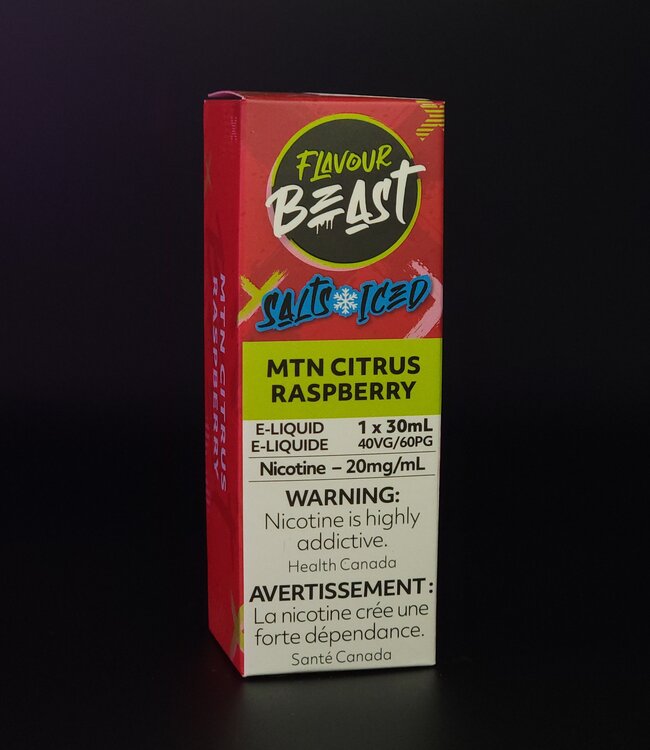 FLAVOUR
BEAST
SALTS ICED
MTN CITRUS
RASPBERRY
E-LIQUID
E-LIQUIDE
1 x 30mL
40VG/60PG
Nicotine – 20mg/mL
WARNING:
Nicotine is highly
addictive.
Health Canada
AVERTISSEMENT:
La nicotine crée une
forte dépendance.
Santé Canada
MTN CITRUS
RASPBERRY